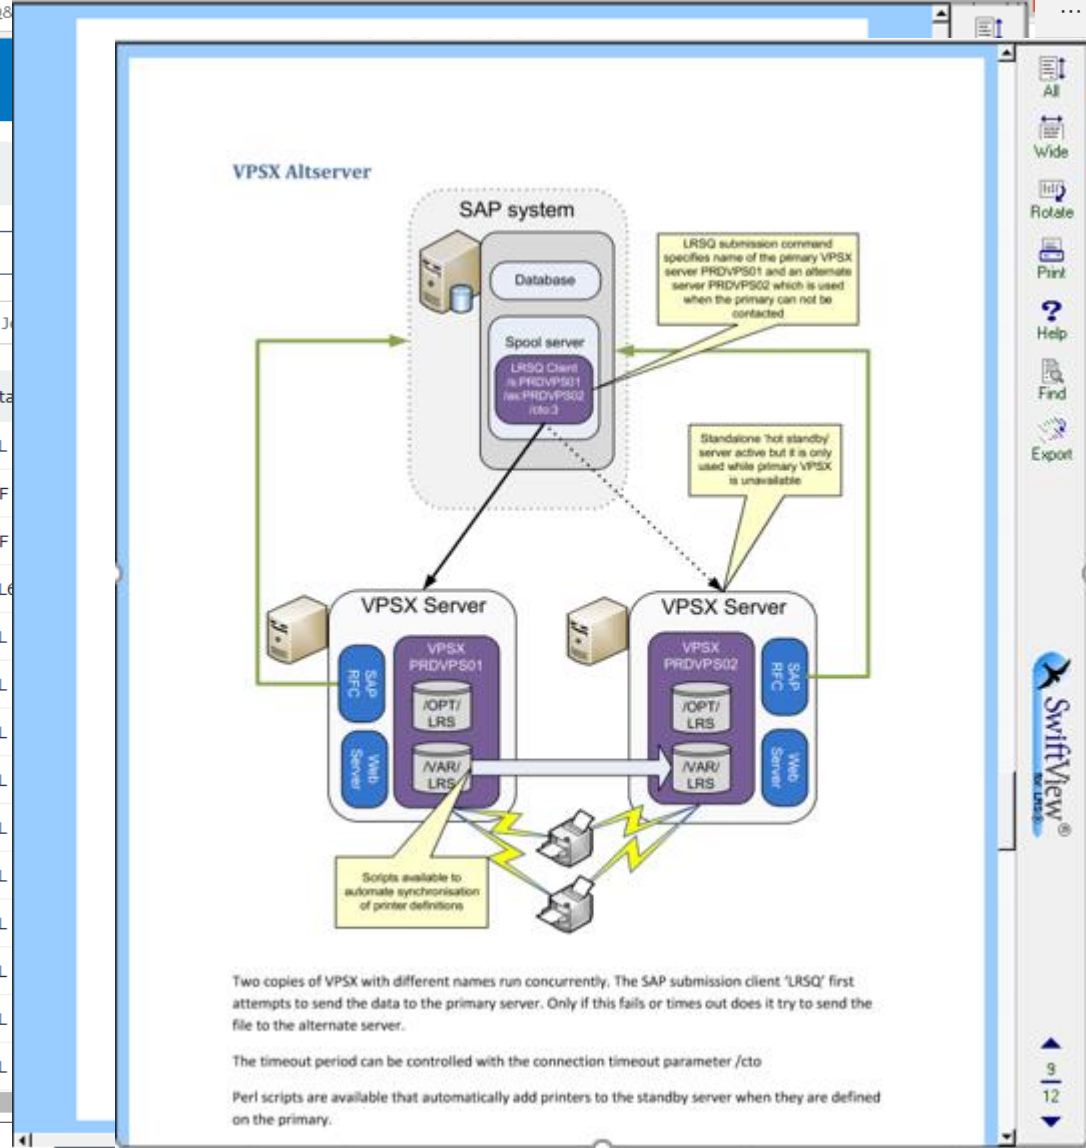 VPSX Altserver
SAP system
Database
Spool server
LRSQ Client
/s:PRDVPS01
/as:PRDVPS02
/cto:3
LRSQ submission command
specifies name of the primary VPSX
server PRDVPS01 and an alternate
server PRDVPS02 which is used
when the primary can not be
contacted
Standalone 'hot standby'
server active but it is only
used while primary VPSX
is unavailable
VPSX Server
VPSX
PRDVPS01
SAP
RFC
/OPT/
LRS
Web
Server
/VAR/
LRS
VPSX Server
VPSX
PRDVPS02
SAP
RFC
/OPT/
LRS
Web
Server
/VAR/
LRS
Scripts available to
automate synchronisation
of printer definitions
Two copies of VPSX with different names run concurrently. The SAP submission client 'LRSQ' first
attempts to send the data to the primary server. Only if this fails or times out does it try to send the
file to the alternate server.
The timeout period can be controlled with the connection timeout parameter /cto
Perl scripts are available that automatically add printers to the standby server when they are defined
on the primary.
All
Wide
Rotate
Print
Help
Find
Export
SwiftView®
9
12